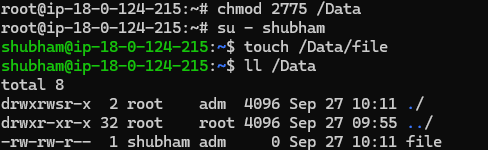 root@ip-18-0-124-215:~# chmod 2775 /Data
root@ip-18-0-124-215:~# su - shubham
shubham@ip-18-0-124-215:~$ touch /Data/file
shubham@ip-18-0-124-215:~$ ll /Data
total 8
drwxrwsr-x  2 root    adm  4096 Sep 27 10:11 ./
drwxr-xr-x 32 root    root 4096 Sep 27 09:55 ../
-rw-rw-r--  1 shubham adm     0 Sep 27 10:11 file